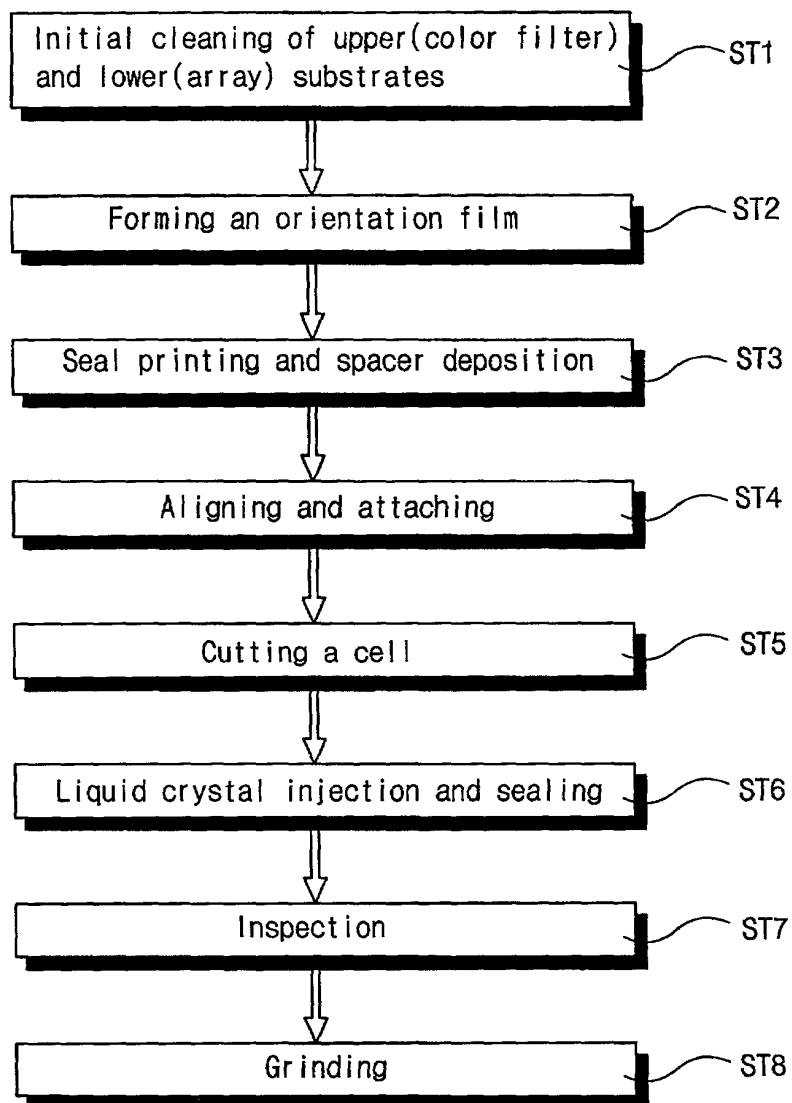 Initial cleaning of upper(color filter)
and lower(array) substrates
ST1
Forming an orientation film
ST2
Seal printing and spacer deposition
ST3
Aligning and attaching
ST4
Cutting a cell
ST5
Liquid crystal injection and sealing
ST6
Inspection
ST7
Grinding
ST8